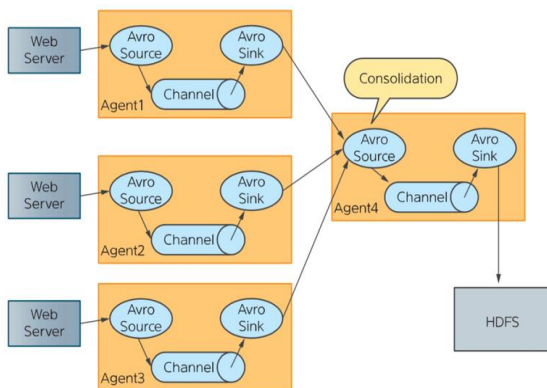 Web
Server
Avro
Source
Avro
Sink
Channel
Agent1
Consolidation
Web
Server
Avro
Source
Avro
Sink
Channel
Agent2
Avro
Source
Avro
Sink
Channel
Agent4
Web
Server
Avro
Source
Avro
Sink
Channel
Agent3
HDFS